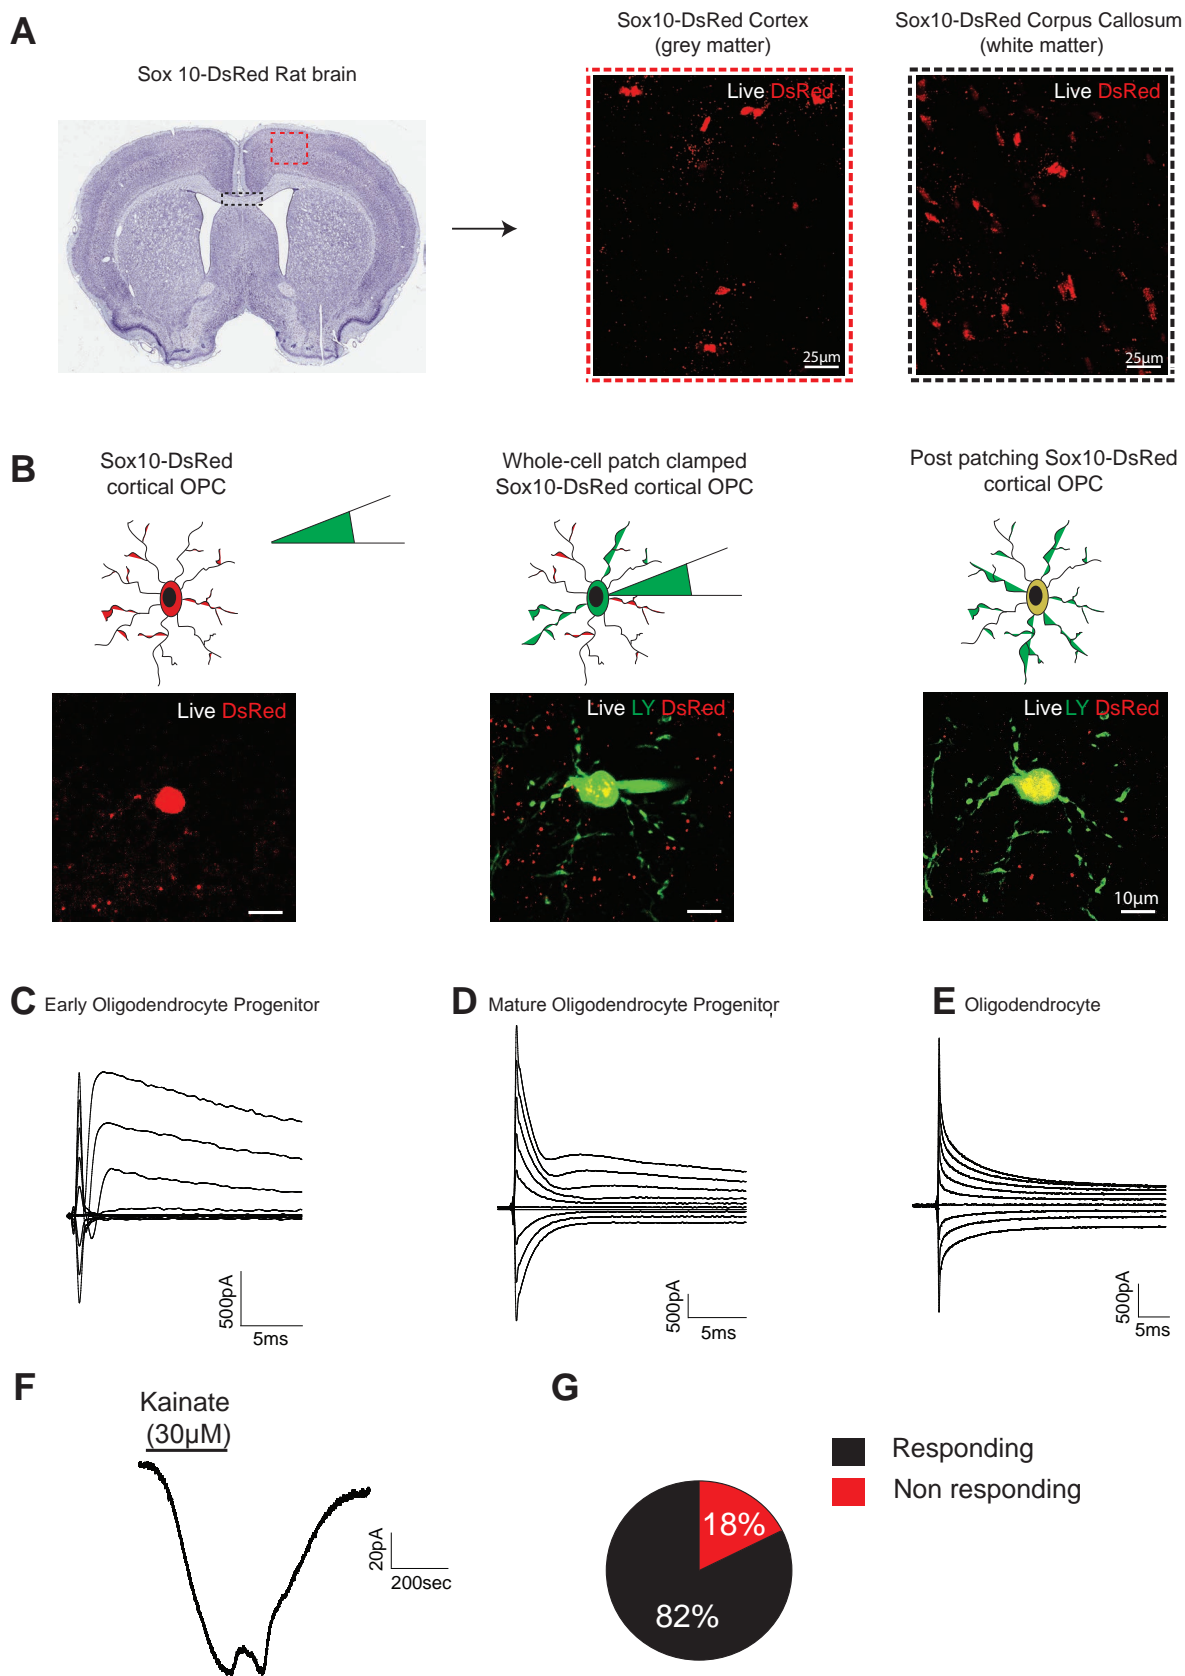 A
Sox 10-DsRed Rat brain
Sox10-DsRed Cortex
(grey matter)
Sox10-DsRed Corpus Callosum
(white matter)
Live DsRed
25µm
Live DsRed
25µm
B
Sox10-DsRed
cortical OPC
Whole-cell patch clamped
Sox10-DsRed cortical OPC
Post patching Sox10-DsRed
cortical OPC
Live DsRed
Live LY DsRed
Live LY DsRed
10µm
C Early Oligodendrocyte Progenitor
500pA
5ms
D Mature Oligodendrocyte Progenitor,
500pA
5ms
E Oligodendrocyte
500pA
5ms
F
Kainate
(30µM)
20pA
200sec
G
Responding
Non responding
18%
82%